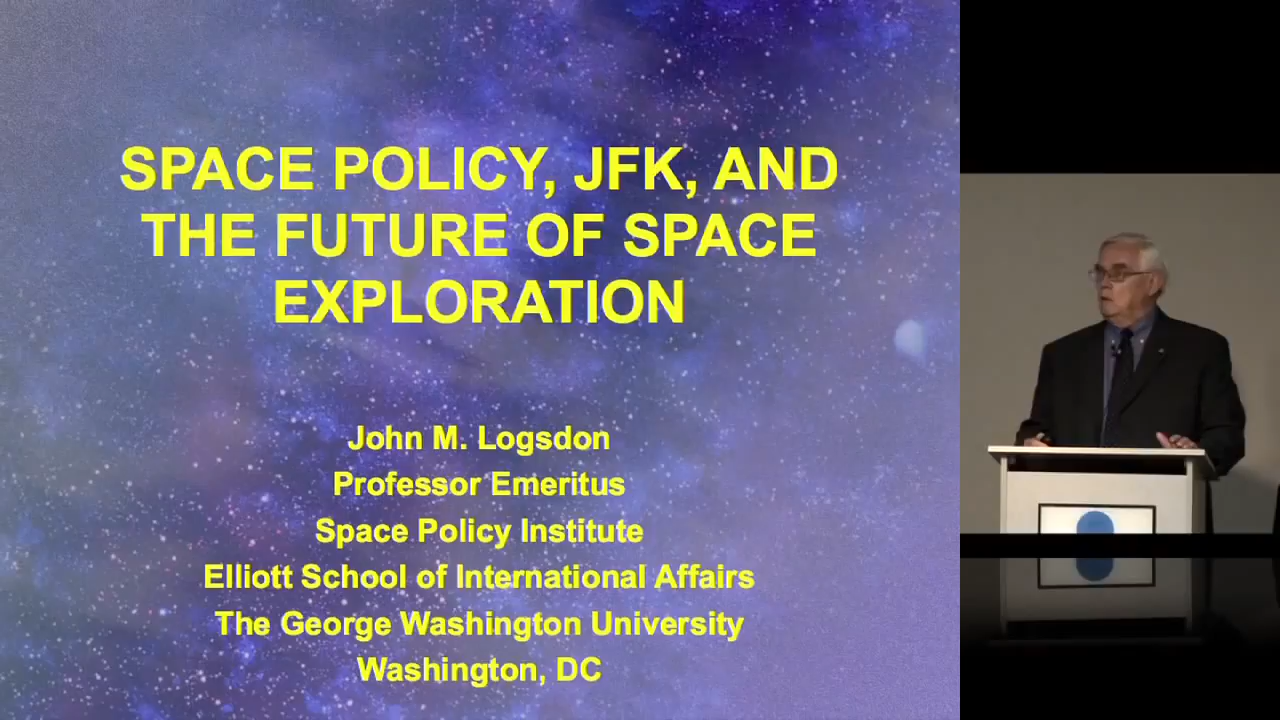 SPACE POLICY, JFK, AND
THE FUTURE OF SPACE
EXPLORATION
John M. Logsdon
Professor Emeritus
Space Policy Institute
Elliott School of International Affairs
The George Washington University
Washington, DC